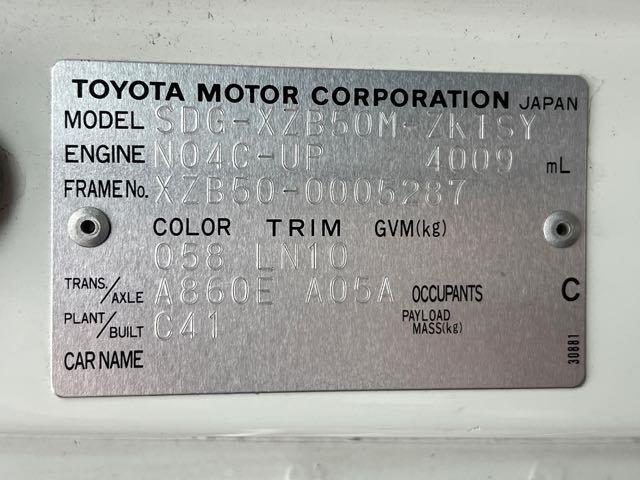 TOYOTA MOTOR CORPORATION JAPAN
MODEL SDG-XZB50M-ZKTSY
ENGINE N04C-UP 4009 mL
FRAME No. XZB50-0005287
COLOR TRIM GVM(kg)
058 LN10
TRANS./AXLE A860E A05A OCCUPANTS C
PLANT/BUILT C41 PAYLOAD MASS(kg)
CAR NAME
30881